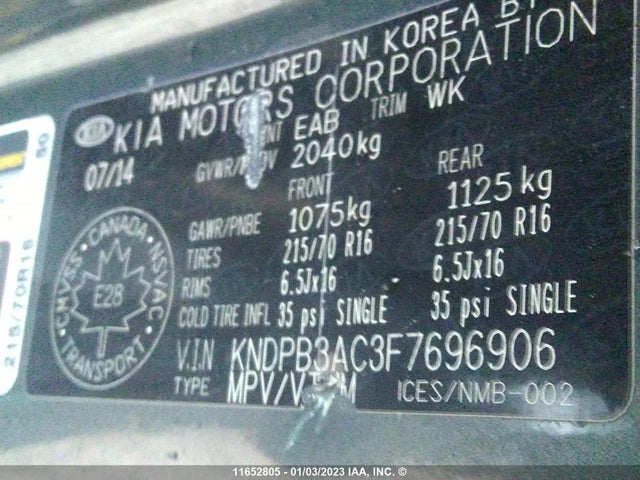 MANUFACTURED IN KOREA BY
KIA KIA MOTORS CORPORATION
07/14 EAB TRIM WK
GVWR/PNBV 2040kg
FRONT REAR
GAWR/PNBE 1075kg 1125kg
TIRES 215/70 R16 215/70 R16
RIMS 6.5Jx16 6.5Jx16
COLD TIRE INFL 35 psi SINGLE 35 psi SINGLE
V.I.N KNDPB3AC3F7696906
TYPE MPV/
ICES/NMB-002
CANADA
CMVSS NSVAC
E28
TRANSPORT
215/70R16
11652805 - 01/03/2023 IAA, INC. ©